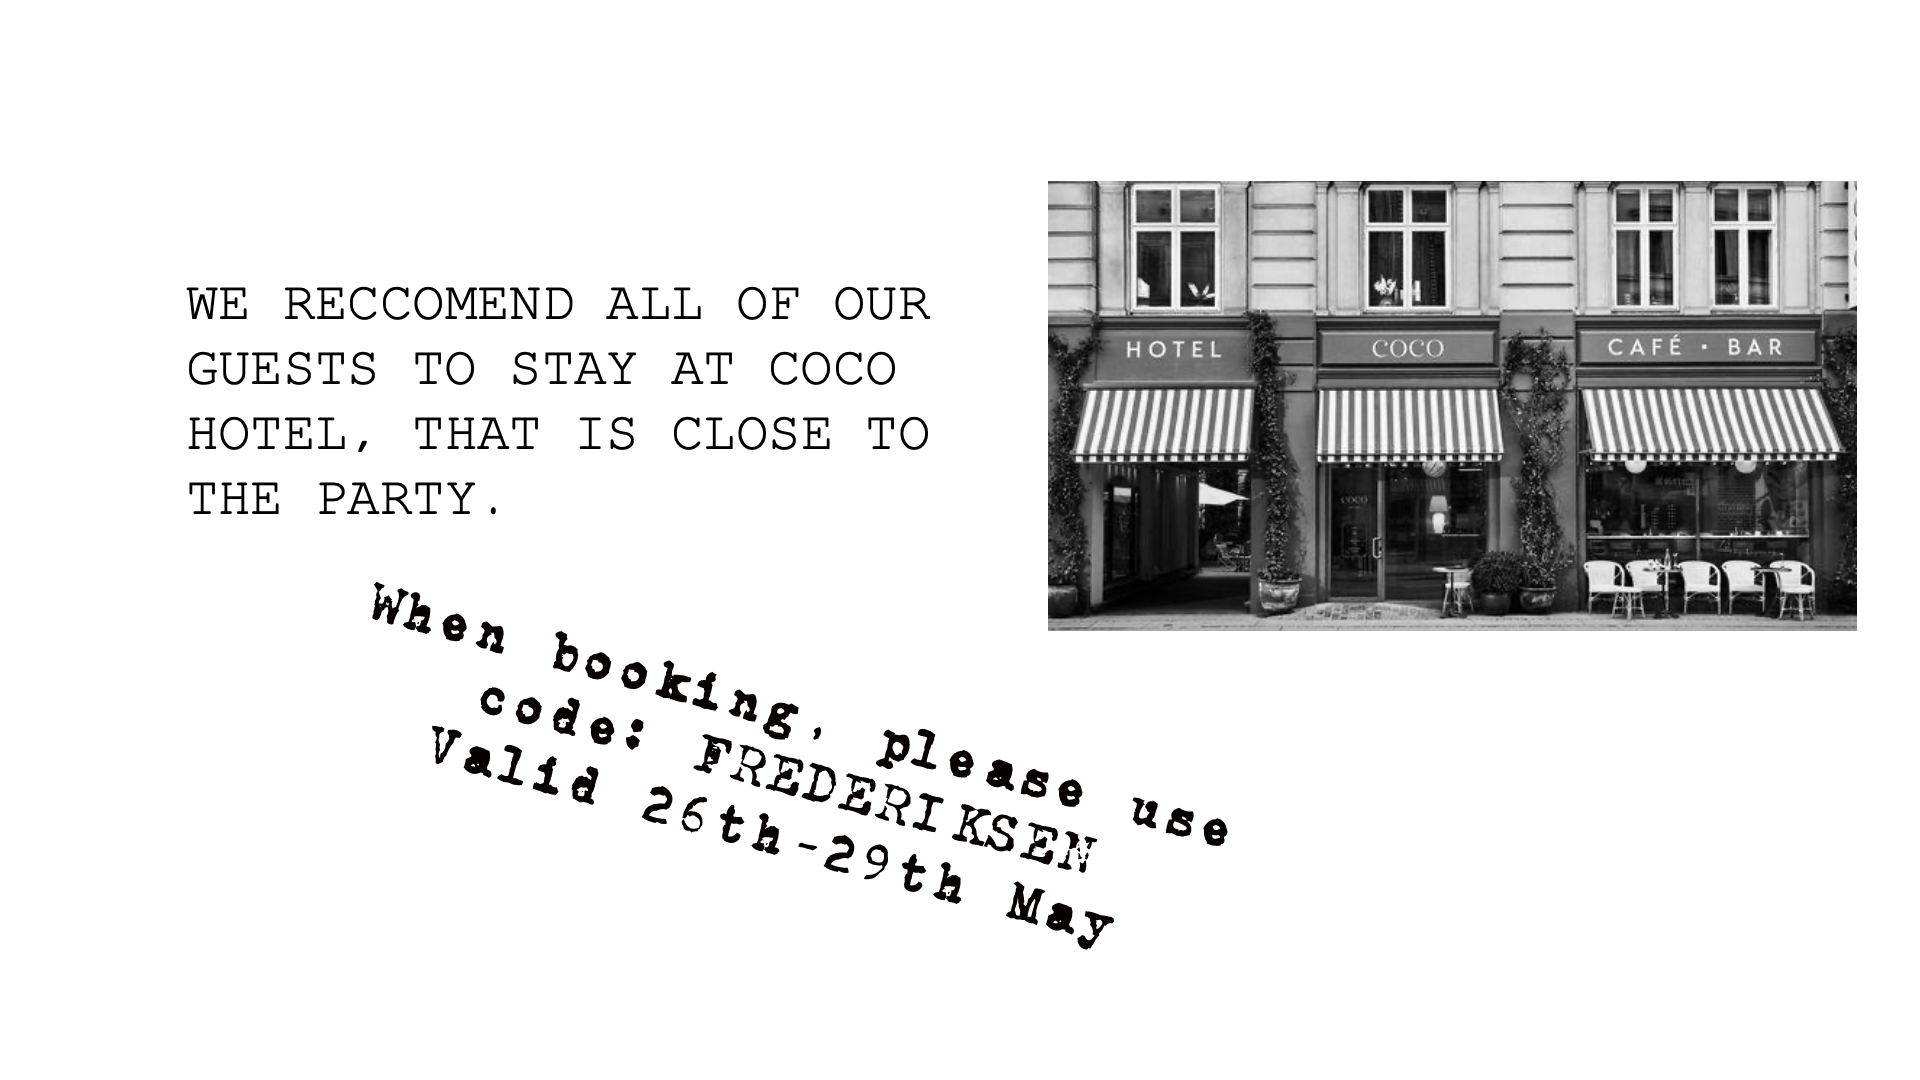 WE RECCOMEND ALL OF OUR
GUESTS TO STAY AT COCO
HOTEL, THAT IS CLOSE TO
THE PARTY.
HOTEL
COCO
CAFÉ · BAR
COCO
When booking, please use
code: FREDERIKSEN
Valid 26th-29th May